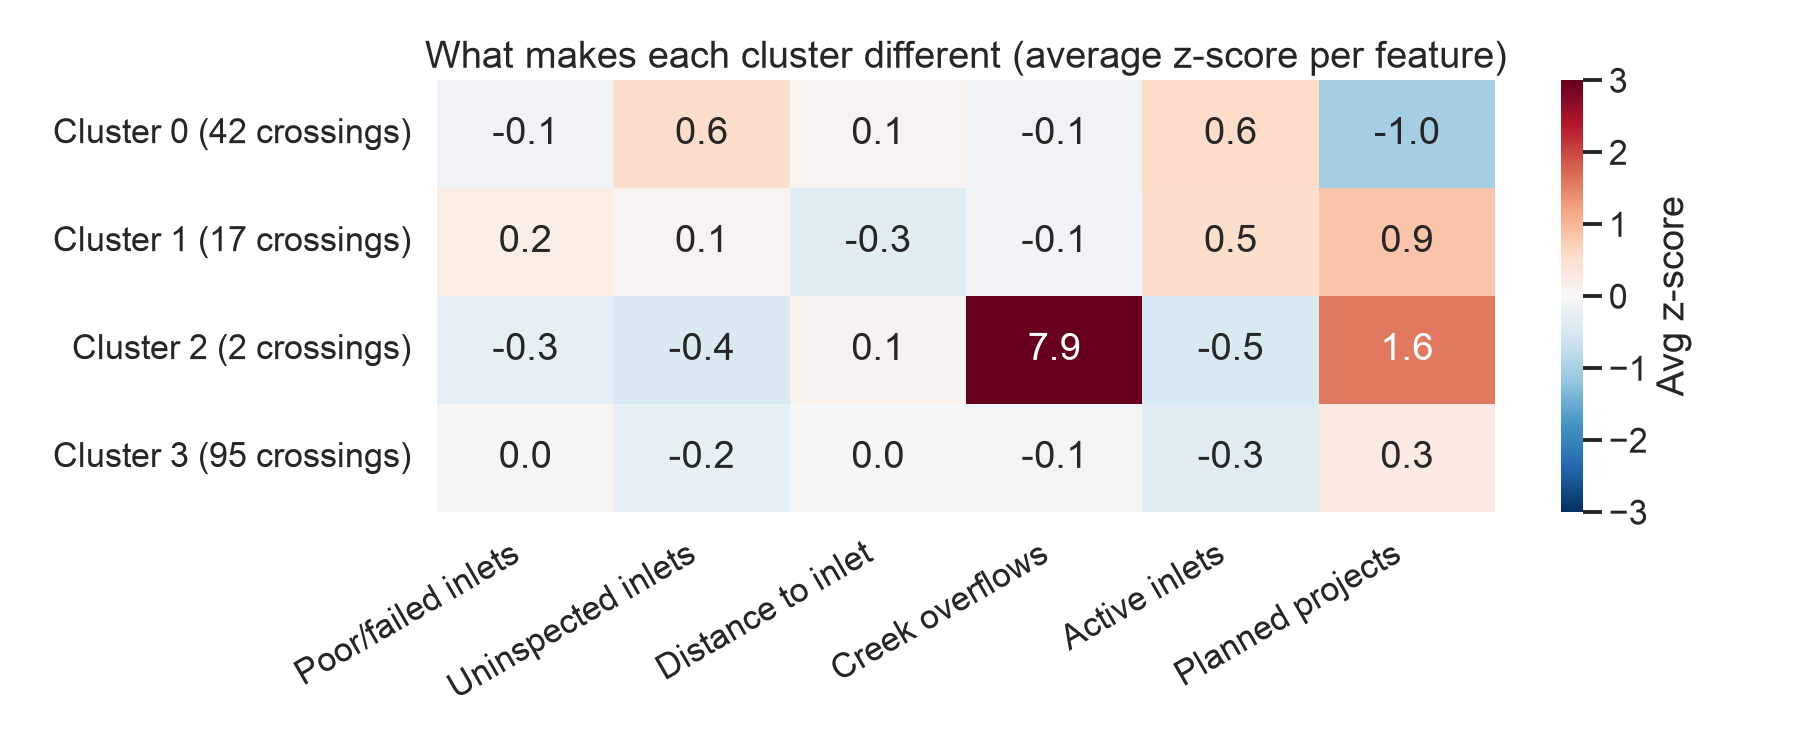 What makes each cluster different (average z-score per feature)
Cluster 0 (42 crossings) -0.1 0.6 0.1 -0.1 0.6 -1.0
Cluster 1 (17 crossings) 0.2 0.1 -0.3 -0.1 0.5 0.9
Cluster 2 (2 crossings) -0.3 -0.4 0.1 7.9 -0.5 1.6
Cluster 3 (95 crossings) 0.0 -0.2 0.0 -0.1 -0.3 0.3
Poor/failed inlets
Uninspected inlets
Distance to inlet
Creek overflows
Active inlets
Planned projects
3
2
1
0
−1
−2
−3
Avg z-score